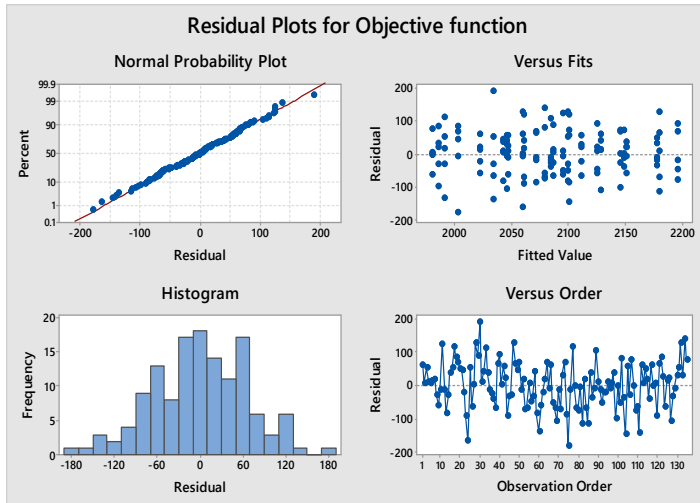 Residual Plots for Objective function
Normal Probability Plot
99.9
99
90
50
10
1
0.1
Percent
-200 -100 0 100 200
Residual
Versus Fits
200
100
0
-100
-200
Residual
2000 2050 2100 2150 2200
Fitted Value
Histogram
20
15
10
5
0
Frequency
-180 -120 -60 0 60 120 180
Residual
Versus Order
200
100
0
-100
-200
Residual
1 10 20 30 40 50 60 70 80 90 100 110 120 130
Observation Order